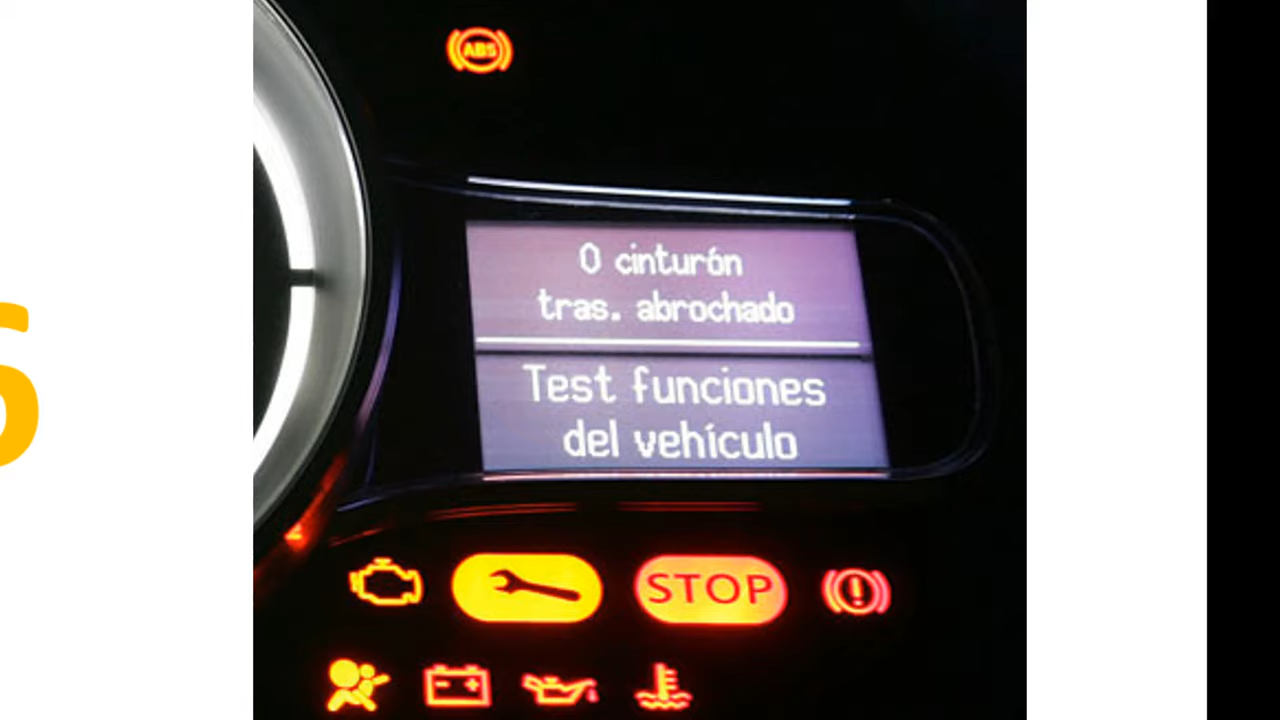 ABS
0 cinturón
tras. abrochado
Test funciones
del vehículo
STOP